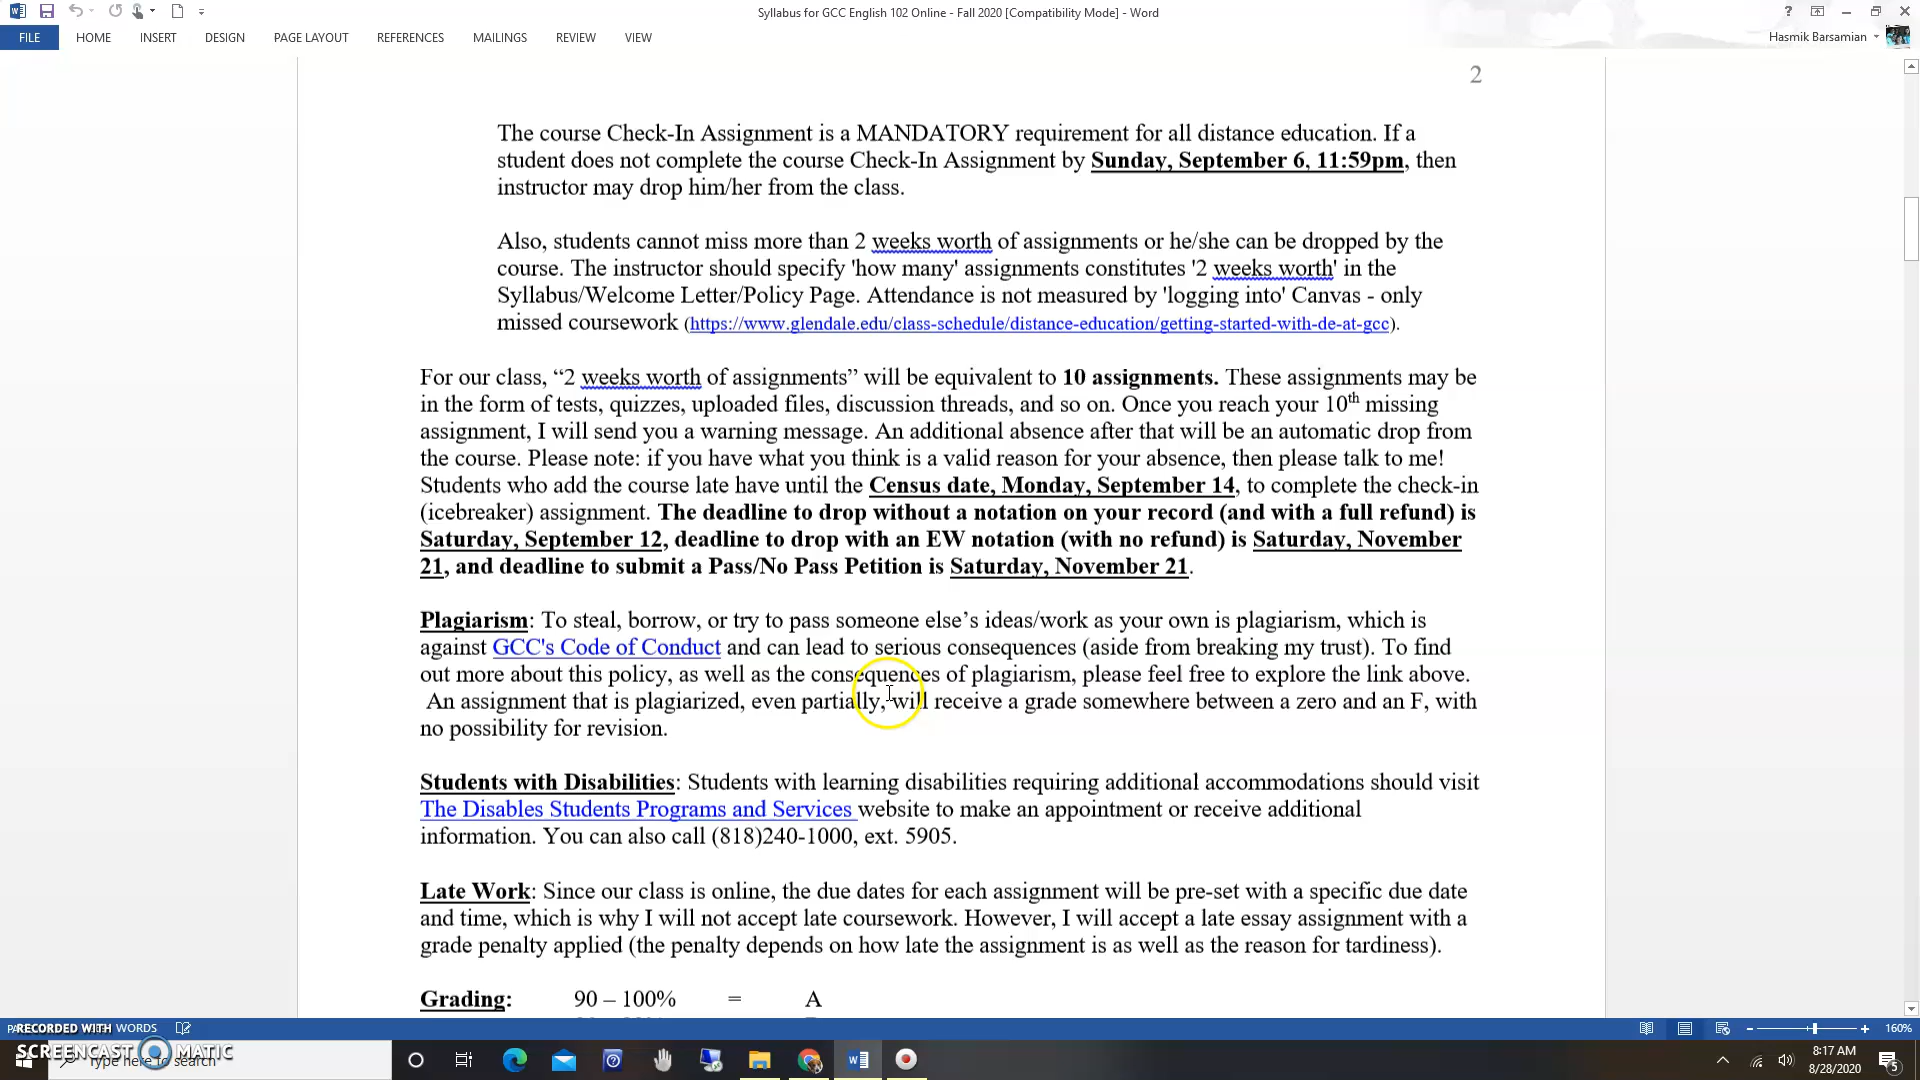 Syllabus for GCC English 102 Online - Fall 2020 [Compatibility Mode] - Word
FILE HOME INSERT DESIGN PAGE LAYOUT REFERENCES MAILINGS REVIEW VIEW
Hasmik Barsamian
2
The course Check-In Assignment is a MANDATORY requirement for all distance education. If a
student does not complete the course Check-In Assignment by Sunday, September 6, 11:59pm, then
instructor may drop him/her from the class.
Also, students cannot miss more than 2 weeks worth of assignments or he/she can be dropped by the
course. The instructor should specify 'how many' assignments constitutes '2 weeks worth' in the
Syllabus/Welcome Letter/Policy Page. Attendance is not measured by 'logging into' Canvas - only
missed coursework (https://www.glendale.edu/class-schedule/distance-education/getting-started-with-de-at-gcc).
For our class, “2 weeks worth of assignments” will be equivalent to 10 assignments. These assignments may be
in the form of tests, quizzes, uploaded files, discussion threads, and so on. Once you reach your 10th missing
assignment, I will send you a warning message. An additional absence after that will be an automatic drop from
the course. Please note: if you have what you think is a valid reason for your absence, then please talk to me!
Students who add the course late have until the Census date, Monday, September 14, to complete the check-in
(icebreaker) assignment. The deadline to drop without a notation on your record (and with a full refund) is
Saturday, September 12, deadline to drop with an EW notation (with no refund) is Saturday, November
21, and deadline to submit a Pass/No Pass Petition is Saturday, November 21.
Plagiarism: To steal, borrow, or try to pass someone else’s ideas/work as your own is plagiarism, which is
against GCC's Code of Conduct and can lead to serious consequences (aside from breaking my trust). To find
out more about this policy, as well as the consequences of plagiarism, please feel free to explore the link above.
An assignment that is plagiarized, even partially, will receive a grade somewhere between a zero and an F, with
no possibility for revision.
Students with Disabilities: Students with learning disabilities requiring additional accommodations should visit
The Disables Students Programs and Services website to make an appointment or receive additional
information. You can also call (818)240-1000, ext. 5905.
Late Work: Since our class is online, the due dates for each assignment will be pre-set with a specific due date
and time, which is why I will not accept late coursework. However, I will accept a late essay assignment with a
grade penalty applied (the penalty depends on how late the assignment is as well as the reason for tardiness).
Grading: 90 – 100% = A
RECORDED WITH WORDS
160%
SCREENCAST MATIC
Type here to search
8:17 AM
8/28/2020
5